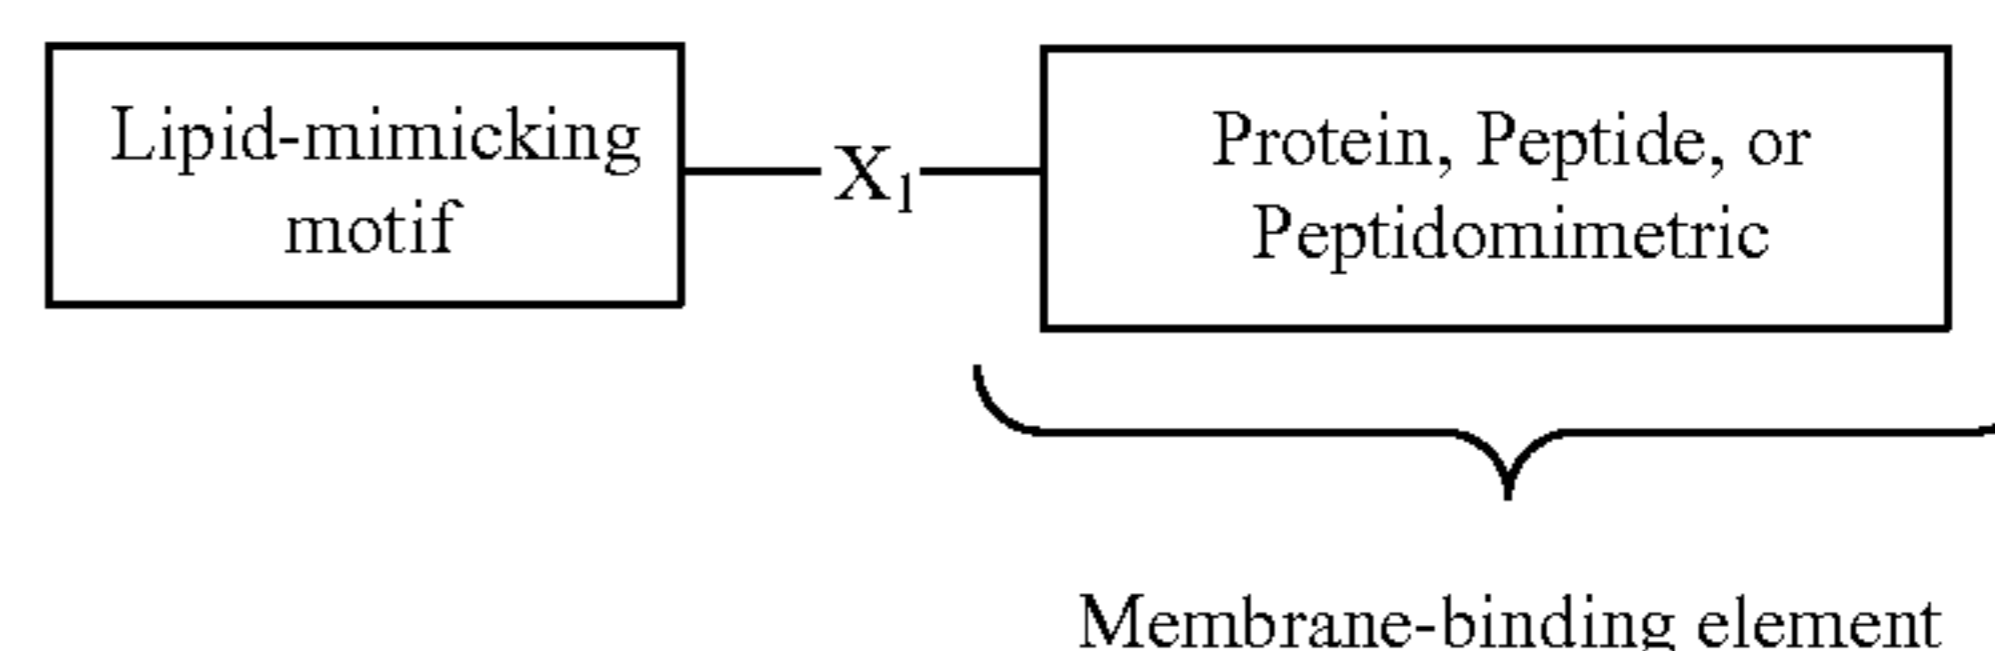 Lipid-mimicking
motif
X₁
Protein, Peptide, or
Peptidomimetric
Membrane-binding element